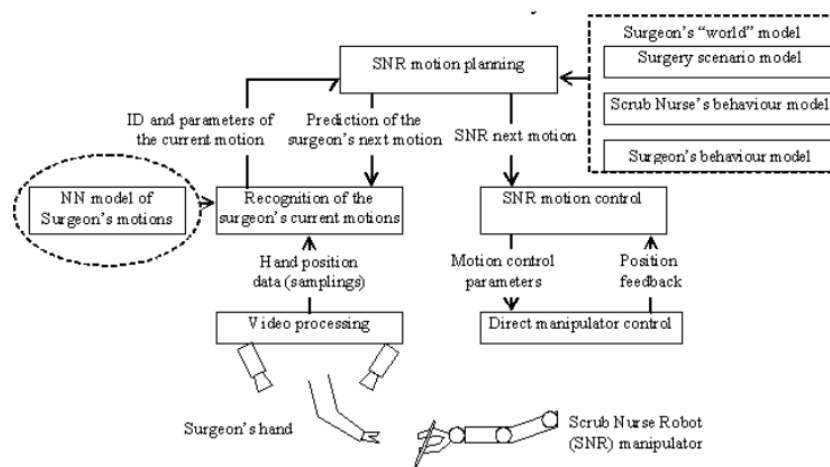 Surgeon's "world" model
Surgery scenario model
Scrub Nurse's behaviour model
Surgeon's behaviour model
SNR motion planning
ID and parameters of
the current motion
Prediction of the
surgeon's next motion
SNR next motion
NN model of
Surgeon's motions
Recognition of the
surgeon's current motions
SNR motion control
Hand position
data (samplings)
Motion control
parameters
Position
feedback
Video processing
Direct manipulator control
Surgeon's hand
Scrub Nurse Robot
(SNR) manipulator